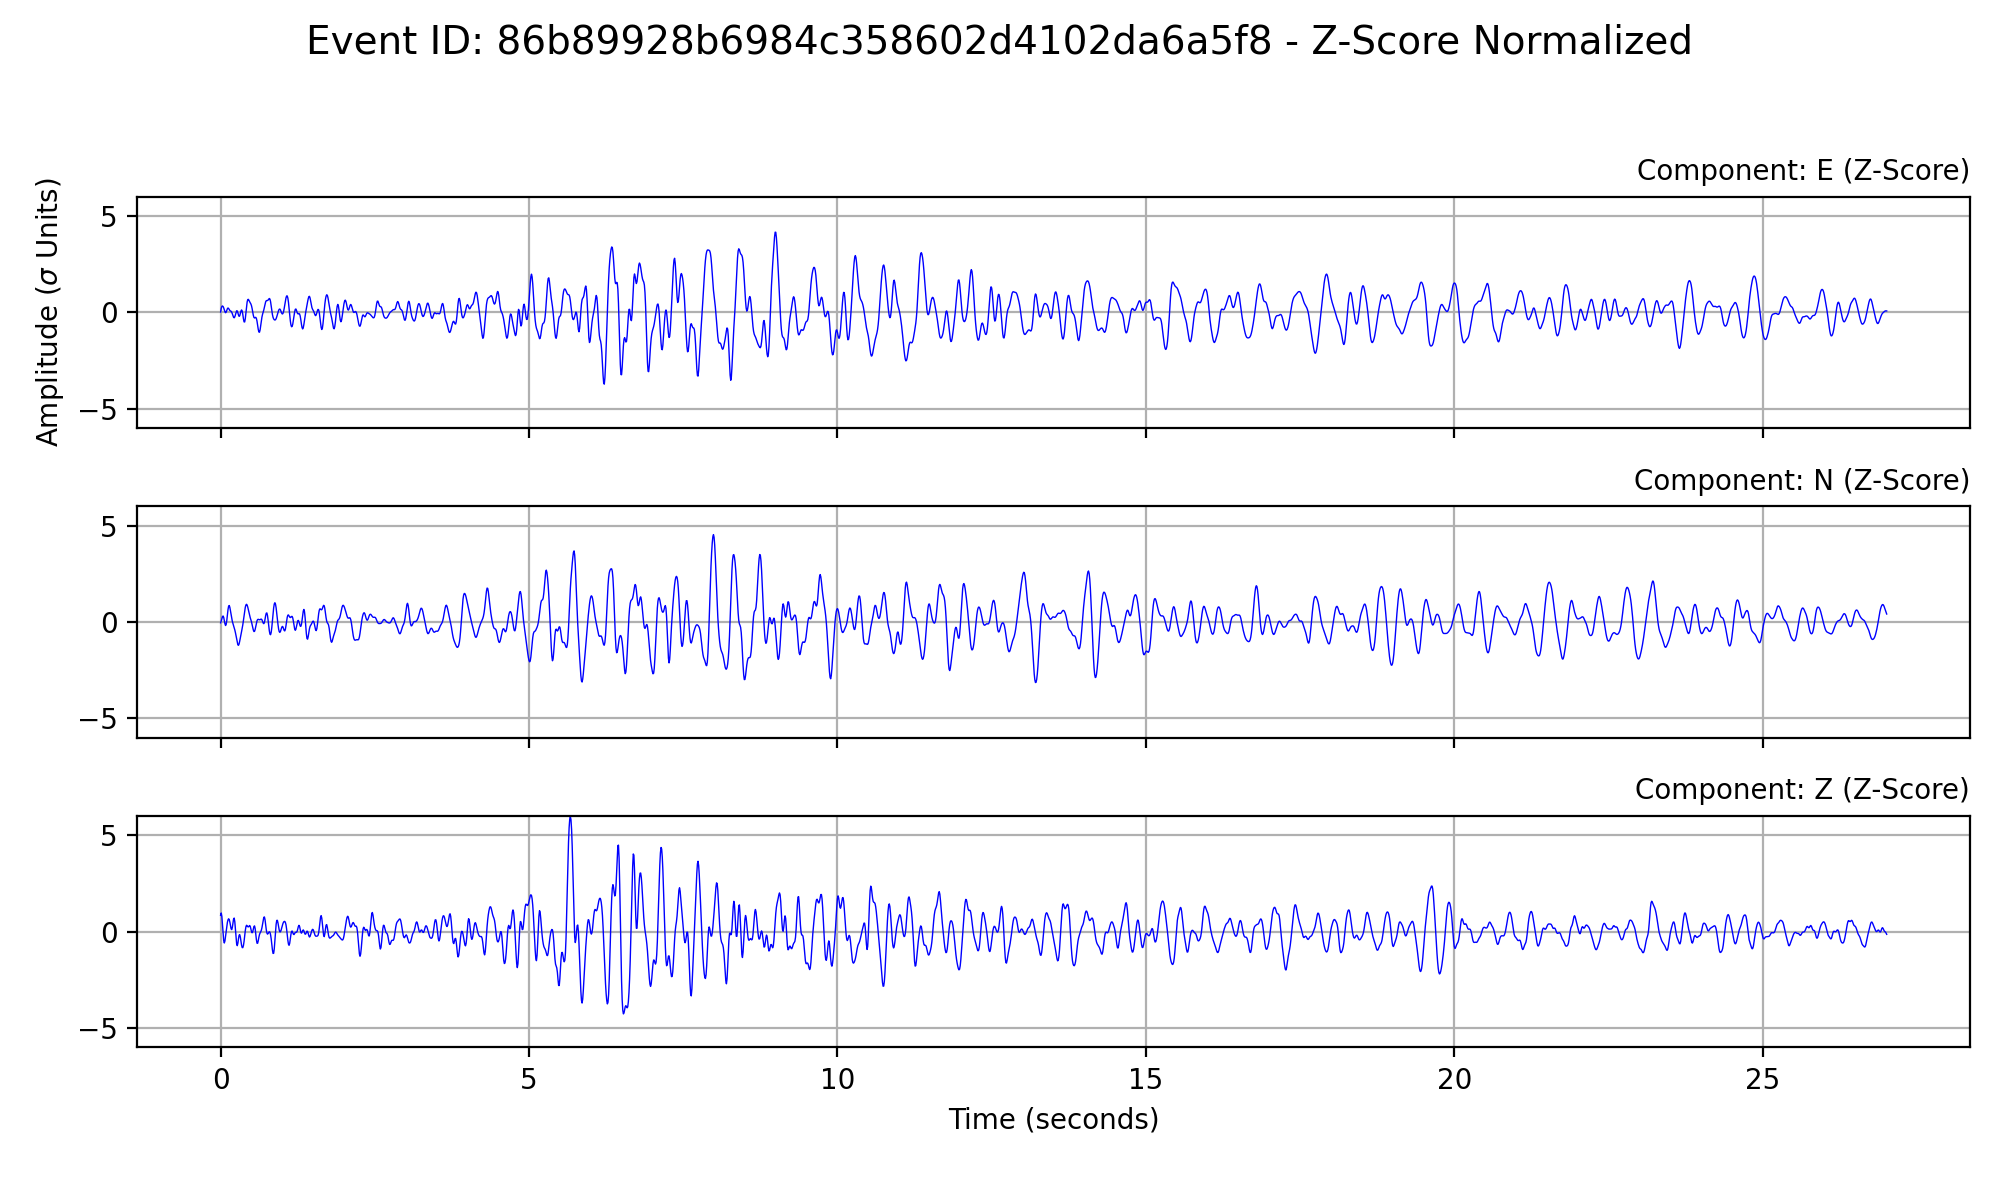 Event ID: 86b89928b6984c358602d4102da6a5f8 - Z-Score Normalized
Component: E (Z-Score)
Amplitude (σ Units)
5
0
−5
Component: N (Z-Score)
5
0
−5
Component: Z (Z-Score)
5
0
−5
0 5 10 15 20 25
Time (seconds)